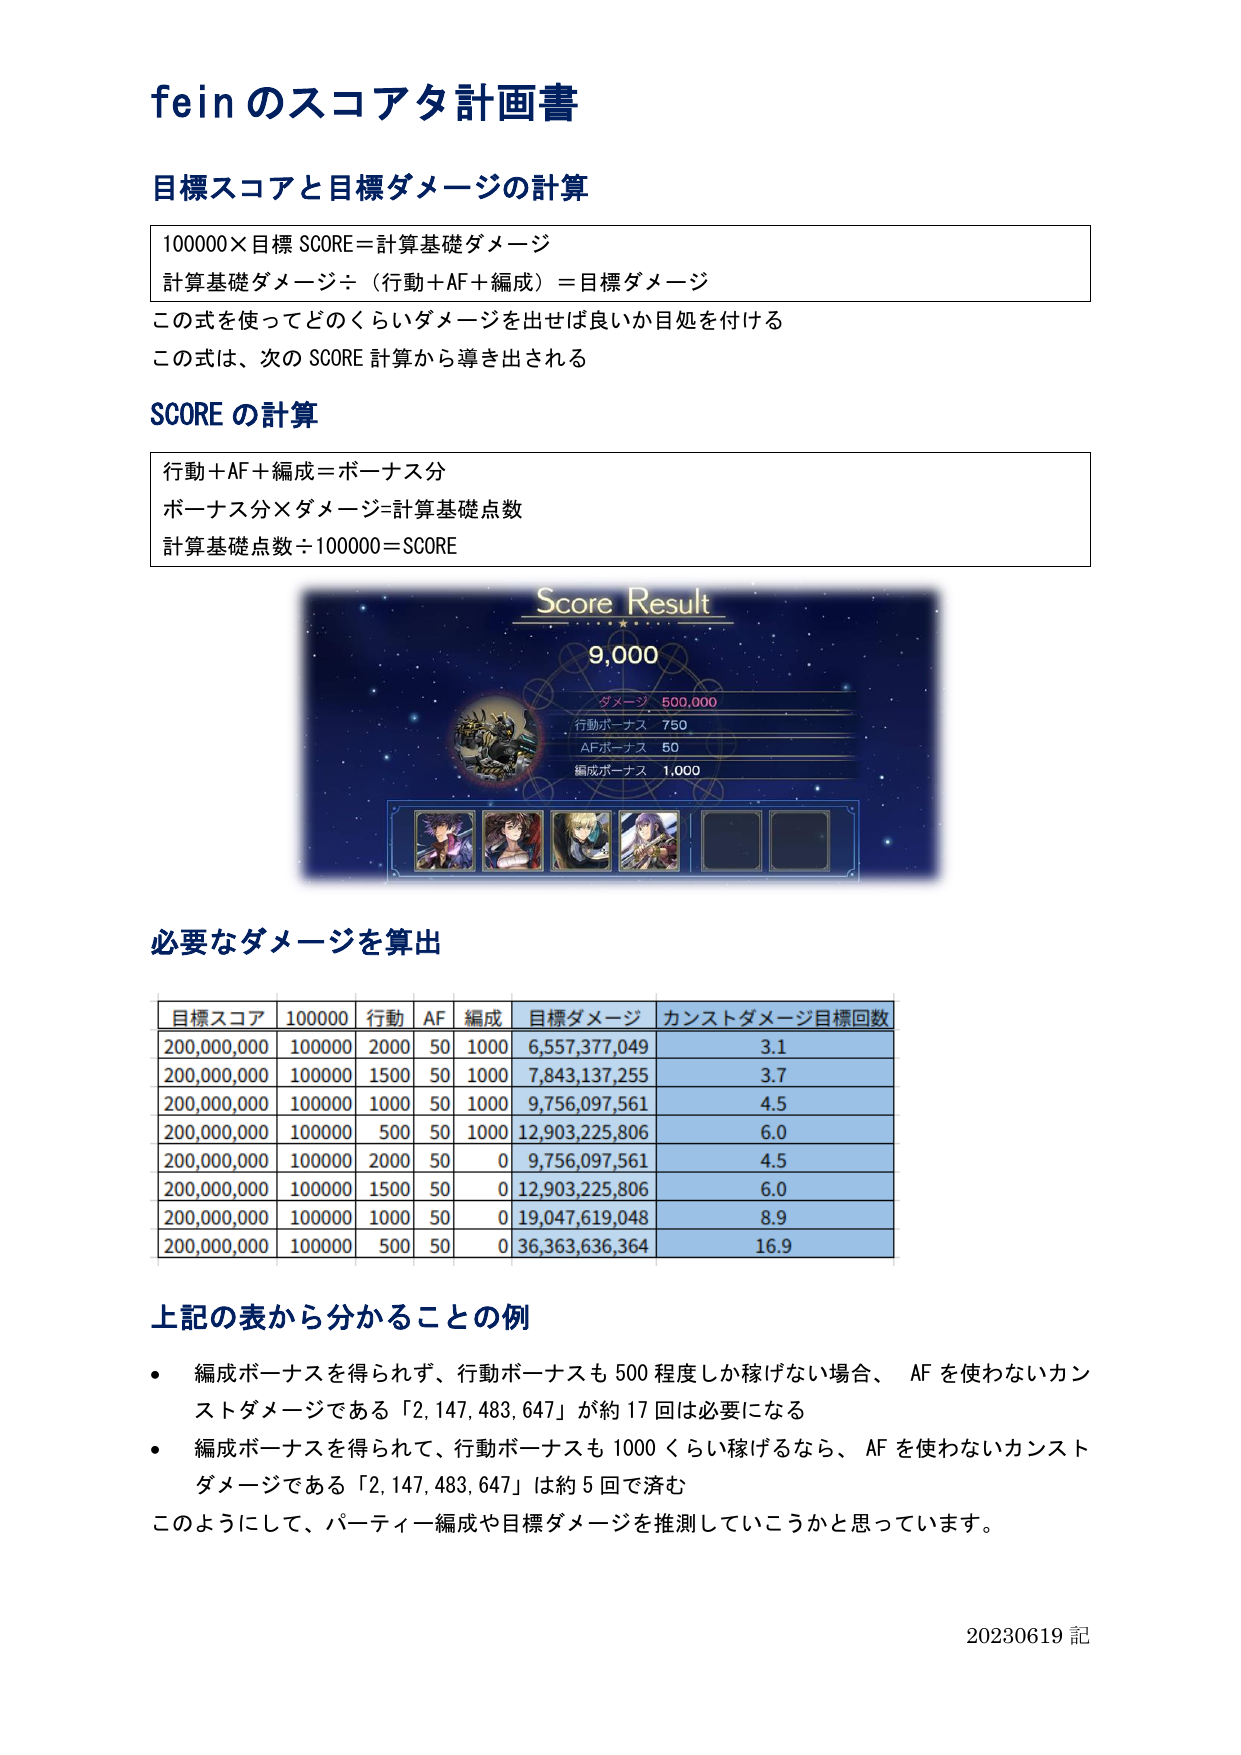 feinのスコアタ計画書
目標スコアと目標ダメージの計算
100000×目標 SCORE＝計算基礎ダメージ
計算基礎ダメージ÷（行動＋AF＋編成）＝目標ダメージ
この式を使ってどのくらいダメージを出せば良いか目処を付ける
この式は、次の SCORE 計算から導き出される
SCORE の計算
行動＋AF＋編成＝ボーナス分
ボーナス分×ダメージ=計算基礎点数
計算基礎点数÷100000＝SCORE
Score Result
9,000
ダメージ 500,000
行動ボーナス 750
AFボーナス 50
編成ボーナス 1,000
必要なダメージを算出
目標スコア 100000 行動 AF 編成 目標ダメージ カンストダメージ目標回数
200,000,000 100000 2000 50 1000 6,557,377,049 3.1
200,000,000 100000 1500 50 1000 7,843,137,255 3.7
200,000,000 100000 1000 50 1000 9,756,097,561 4.5
200,000,000 100000 500 50 1000 12,903,225,806 6.0
200,000,000 100000 2000 50 0 9,756,097,561 4.5
200,000,000 100000 1500 50 0 12,903,225,806 6.0
200,000,000 100000 1000 50 0 19,047,619,048 8.9
200,000,000 100000 500 50 0 36,363,636,364 16.9
上記の表から分かることの例
• 編成ボーナスを得られず、行動ボーナスも 500 程度しか稼げない場合、 AF を使わないカン
ストダメージである「2,147,483,647」が約 17 回は必要になる
• 編成ボーナスを得られて、行動ボーナスも 1000 くらい稼げるなら、 AF を使わないカンスト
ダメージである「2,147,483,647」は約 5 回で済む
このようにして、パーティー編成や目標ダメージを推測していこうかと思っています。
20230619 記